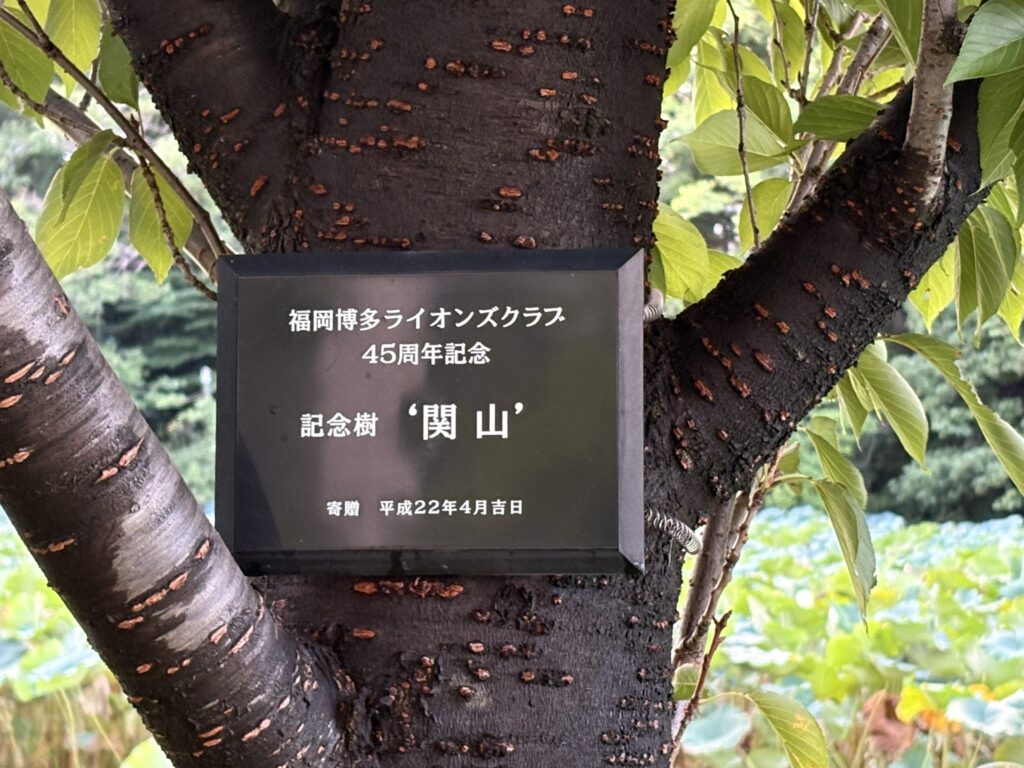 福岡博多ライオンズクラブ
45周年記念
記念樹 ‘関山’
寄贈 平成22年4月吉日